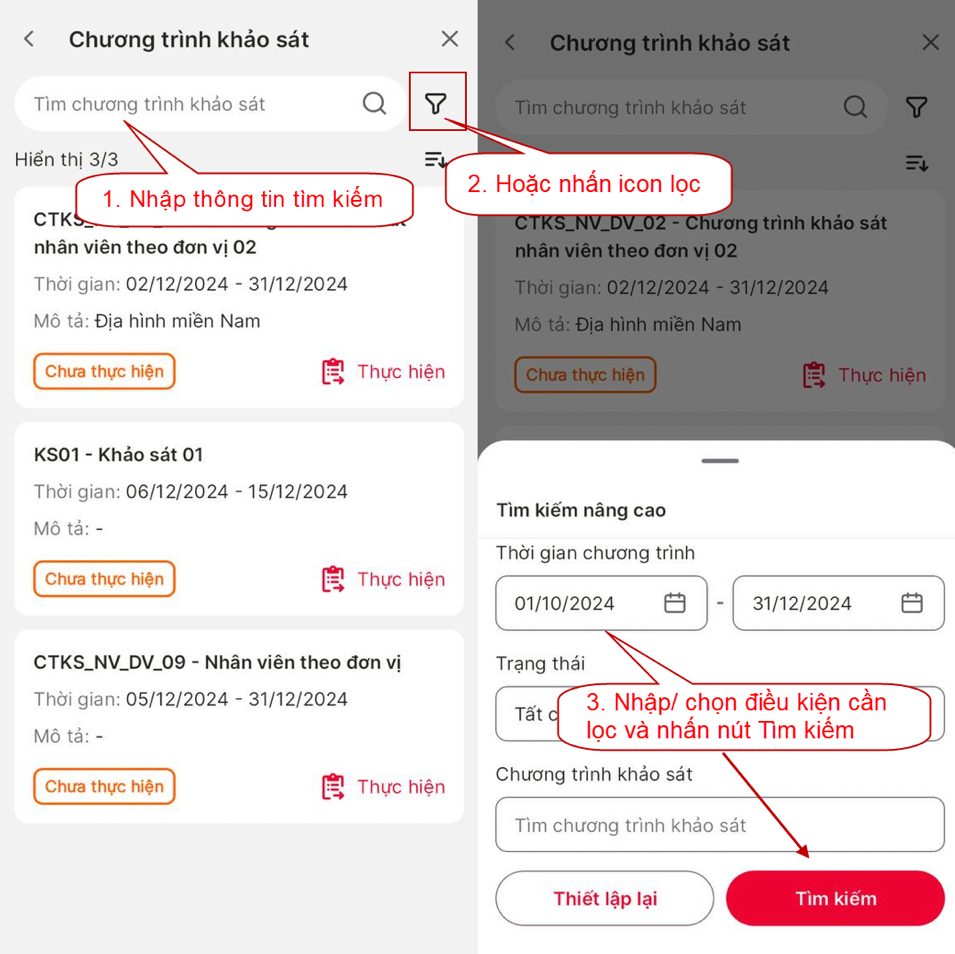 Chương trình khảo sát
Tìm chương trình khảo sát
Hiển thị 3/3
1. Nhập thông tin tìm kiếm
nhân viên theo đơn vị 02
Thời gian: 02/12/2024 - 31/12/2024
Mô tả: Địa hình miền Nam
Chưa thực hiện
Thực hiện
KS01 - Khảo sát 01
Thời gian: 06/12/2024 - 15/12/2024
Mô tả: -
Chưa thực hiện
Thực hiện
CTKS_NV_DV_09 - Nhân viên theo đơn vị
Thời gian: 05/12/2024 - 31/12/2024
Mô tả: -
Chưa thực hiện
Thực hiện
Chương trình khảo sát
Tìm chương trình khảo sát
2. Hoặc nhấn icon lọc
CTKS_NV_DV_02 - Chương trình khảo sát
nhân viên theo đơn vị 02
Thời gian: 02/12/2024 - 31/12/2024
Mô tả: Địa hình miền Nam
Chưa thực hiện
Thực hiện
Tìm kiếm nâng cao
Thời gian chương trình
01/10/2024 - 31/12/2024
Trạng thái
Tất
3. Nhập/ chọn điều kiện cần
lọc và nhấn nút Tìm kiếm
Chương trình khảo sát
Tìm chương trình khảo sát
Thiết lập lại
Tìm kiếm